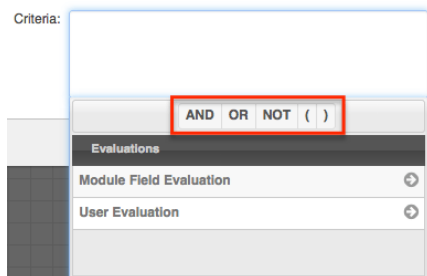 Criteria:
AND OR NOT ( )
Evaluations
Module Field Evaluation
User Evaluation